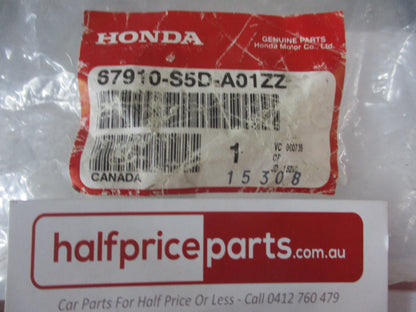 HONDA
GENUINE PARTS
Honda Motor Co., Ltd.
67910-S5D-A01ZZ
1
CANADA
15308
halfpriceparts.com.au
Car Parts For Half Price Or Less - Call 0412 760 479